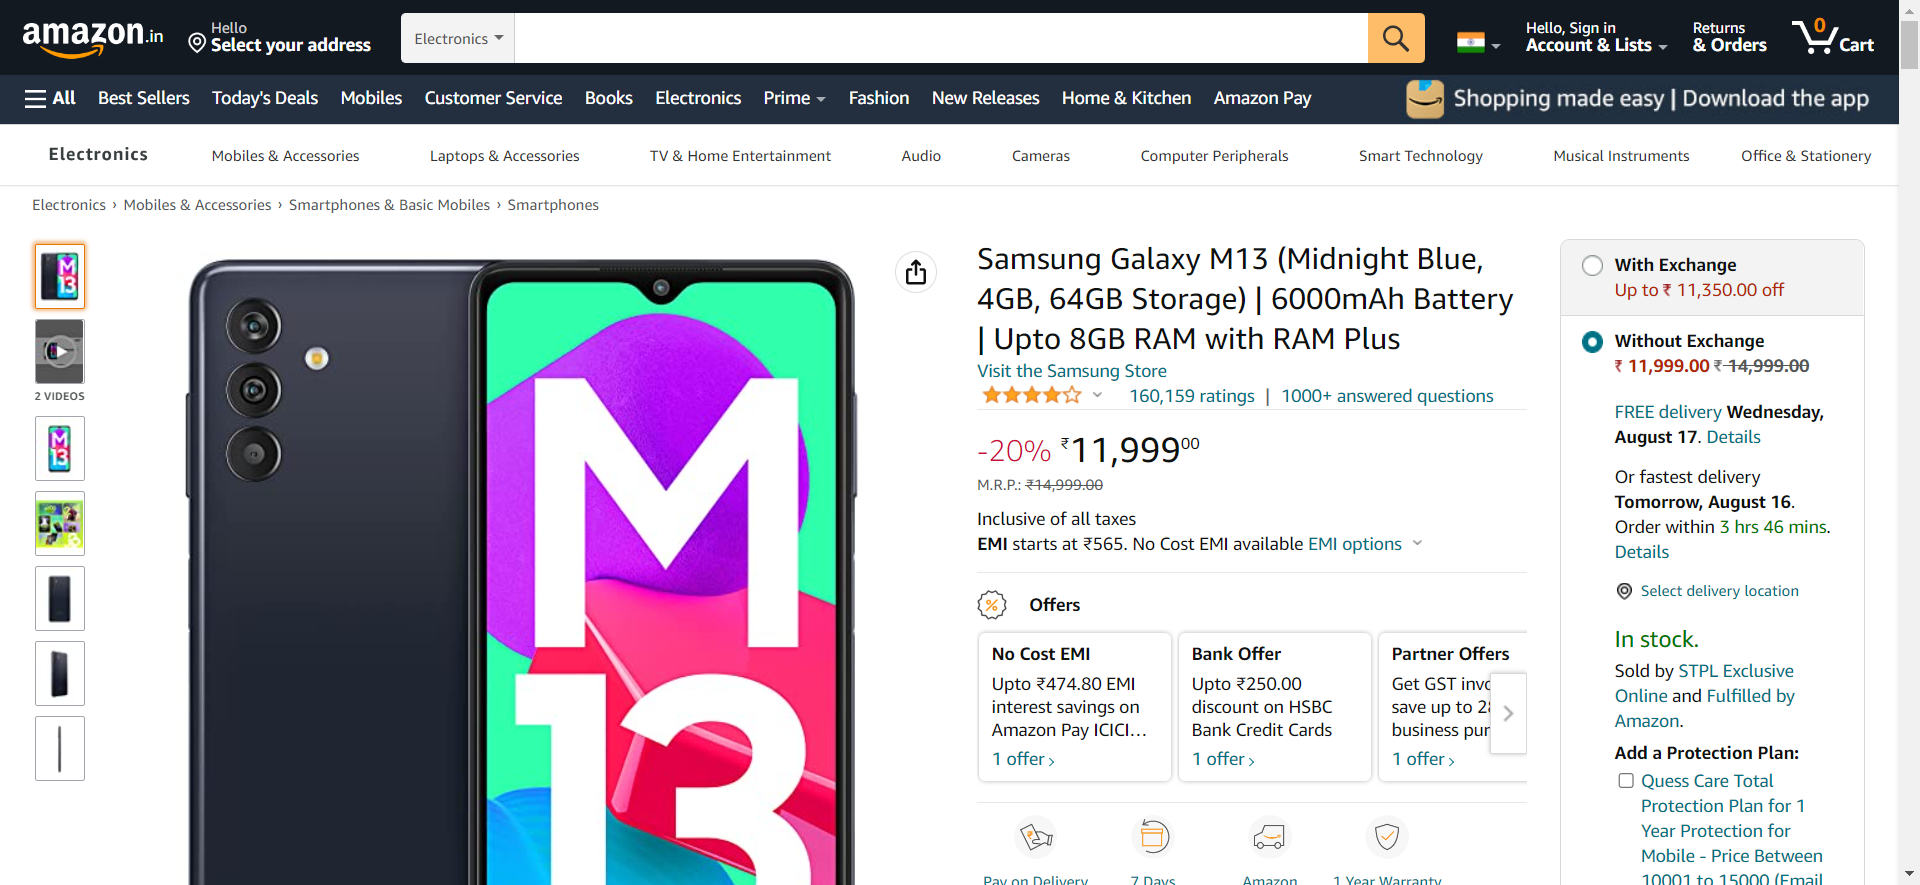 amazon.in
Hello
Select your address
Electronics
Hello, Sign in
Account & Lists
Returns
& Orders
0
Cart
All
Best Sellers
Today's Deals
Mobiles
Customer Service
Books
Electronics
Prime
Fashion
New Releases
Home & Kitchen
Amazon Pay
Shopping made easy | Download the app
Electronics
Mobiles & Accessories
Laptops & Accessories
TV & Home Entertainment
Audio
Cameras
Computer Peripherals
Smart Technology
Musical Instruments
Office & Stationery
Electronics › Mobiles & Accessories › Smartphones & Basic Mobiles › Smartphones
M
13
2 VIDEOS
M
13
M
13
Samsung Galaxy M13 (Midnight Blue,
4GB, 64GB Storage) | 6000mAh Battery
| Upto 8GB RAM with RAM Plus
Visit the Samsung Store
160,159 ratings | 1000+ answered questions
-20% ₹11,99900
M.R.P.: ₹14,999.00
Inclusive of all taxes
EMI starts at ₹565. No Cost EMI available EMI options
Offers
No Cost EMI
Upto ₹474.80 EMI
interest savings on
Amazon Pay ICICI…
1 offer ›
Bank Offer
Upto ₹250.00
discount on HSBC
Bank Credit Cards
1 offer ›
Partner Offers
Get GST invo
save up to 2
business pur
1 offer ›
Pay on Delivery
7 Days
Amazon
1 Year Warranty
With Exchange
Up to ₹ 11,350.00 off
Without Exchange
₹ 11,999.00 ₹ 14,999.00
FREE delivery Wednesday,
August 17. Details
Or fastest delivery
Tomorrow, August 16.
Order within 3 hrs 46 mins.
Details
Select delivery location
In stock.
Sold by STPL Exclusive
Online and Fulfilled by
Amazon.
Add a Protection Plan:
Quess Care Total
Protection Plan for 1
Year Protection for
Mobile - Price Between
10001 to 15000 (Email